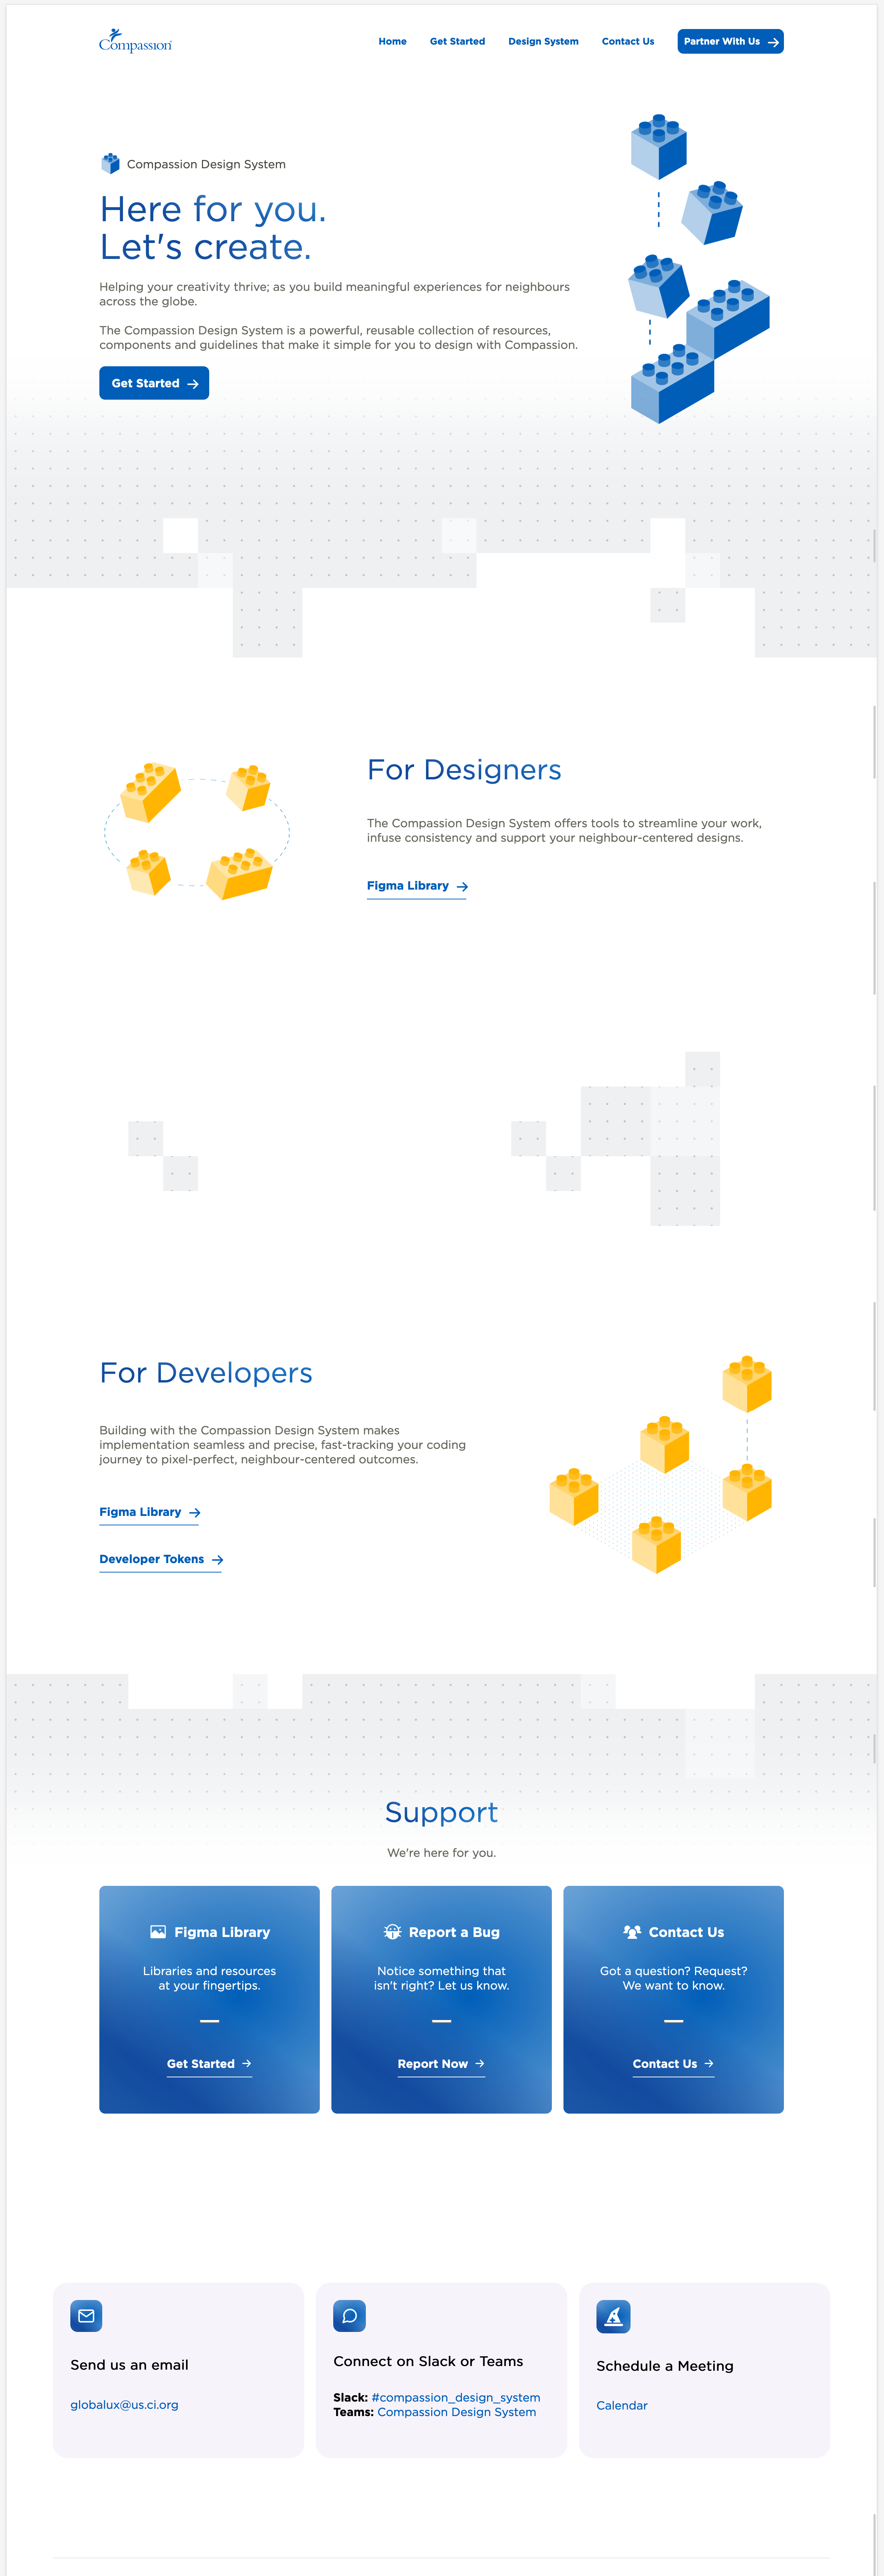 Compassion
Home
Get Started
Design System
Contact Us
Partner With Us
Compassion Design System
Here for you.
Let's create.
Helping your creativity thrive; as you build meaningful experiences for neighbours
across the globe.
The Compassion Design System is a powerful, reusable collection of resources,
components and guidelines that make it simple for you to design with Compassion.
Get Started
For Designers
The Compassion Design System offers tools to streamline your work,
infuse consistency and support your neighbour-centered designs.
Figma Library
For Developers
Building with the Compassion Design System makes
implementation seamless and precise, fast-tracking your coding
journey to pixel-perfect, neighbour-centered outcomes.
Figma Library
Developer Tokens
Support
We're here for you.
Figma Library
Libraries and resources
at your fingertips.
Get Started
Report a Bug
Notice something that
isn't right? Let us know.
Report Now
Contact Us
Got a question? Request?
We want to know.
Contact Us
Send us an email
globalux@us.ci.org
Connect on Slack or Teams
Slack: #compassion_design_system
Teams: Compassion Design System
Schedule a Meeting
Calendar